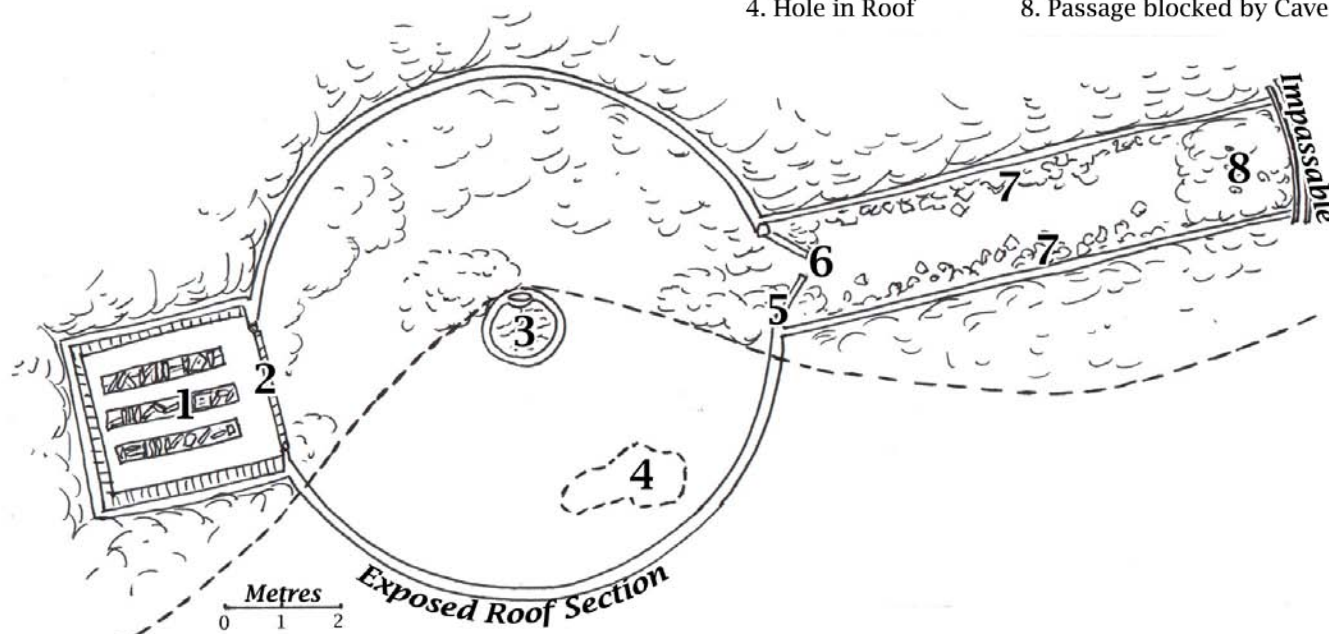 4. Hole in Roof
8. Passage blocked by Cave
Impassable
8
7
7
6
5
3
2
1
4
Exposed Roof Section
Metres
0 1 2